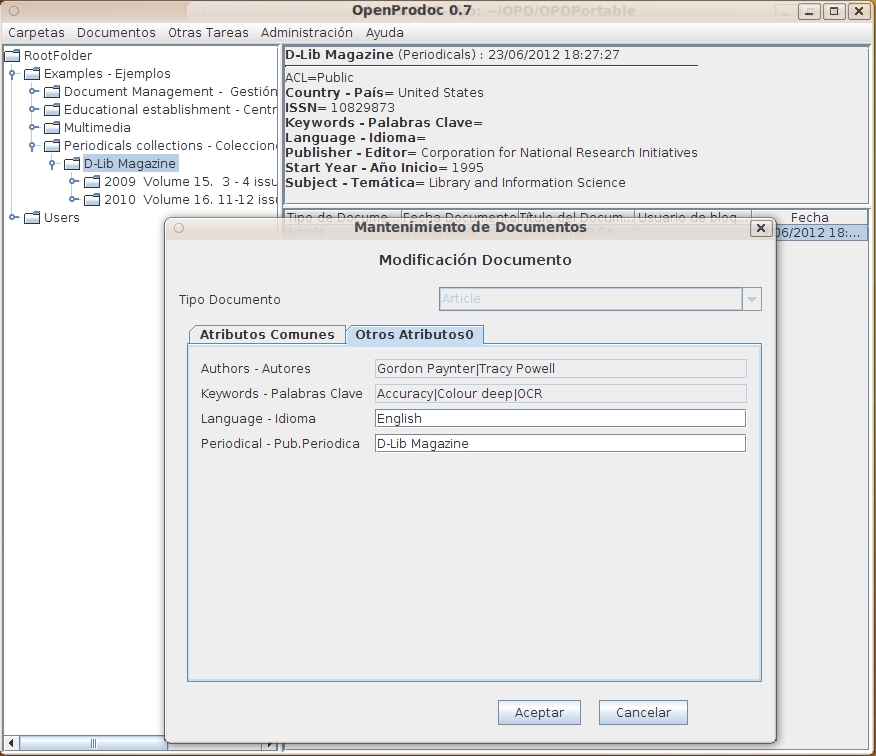 OpenProdoc 0.7
~/OPD/OPDPortable
Carpetas Documentos Otras Tareas Administración Ayuda
RootFolder
Examples - Ejemplos
Document Management - Gestión
Educational establishment - Centr
Multimedia
Periodicals collections - Coleccione
D-Lib Magazine
2009 Volume 15. 3 - 4 issu
2010 Volume 16. 11-12 issu
Users
D-Lib Magazine (Periodicals) : 23/06/2012 18:27:27
ACL=Public
Country - País= United States
ISSN= 10829873
Keywords - Palabras Clave=
Language - Idioma=
Publisher - Editor= Corporation for National Research Initiatives
Start Year - Año Inicio= 1995
Subject - Temática= Library and Information Science
Tipo de Docume... Fecha Documento Título del Docum... Usuario de bloq... Fecha
Article 06/2012 18:...
Mantenimiento de Documentos
Modificación Documento
Tipo Documento Article
Atributos Comunes Otros Atributos0
Authors - Autores Gordon Paynter|Tracy Powell
Keywords - Palabras Clave Accuracy|Colour deep|OCR
Language - Idioma English
Periodical - Pub.Periodica D-Lib Magazine
Aceptar Cancelar